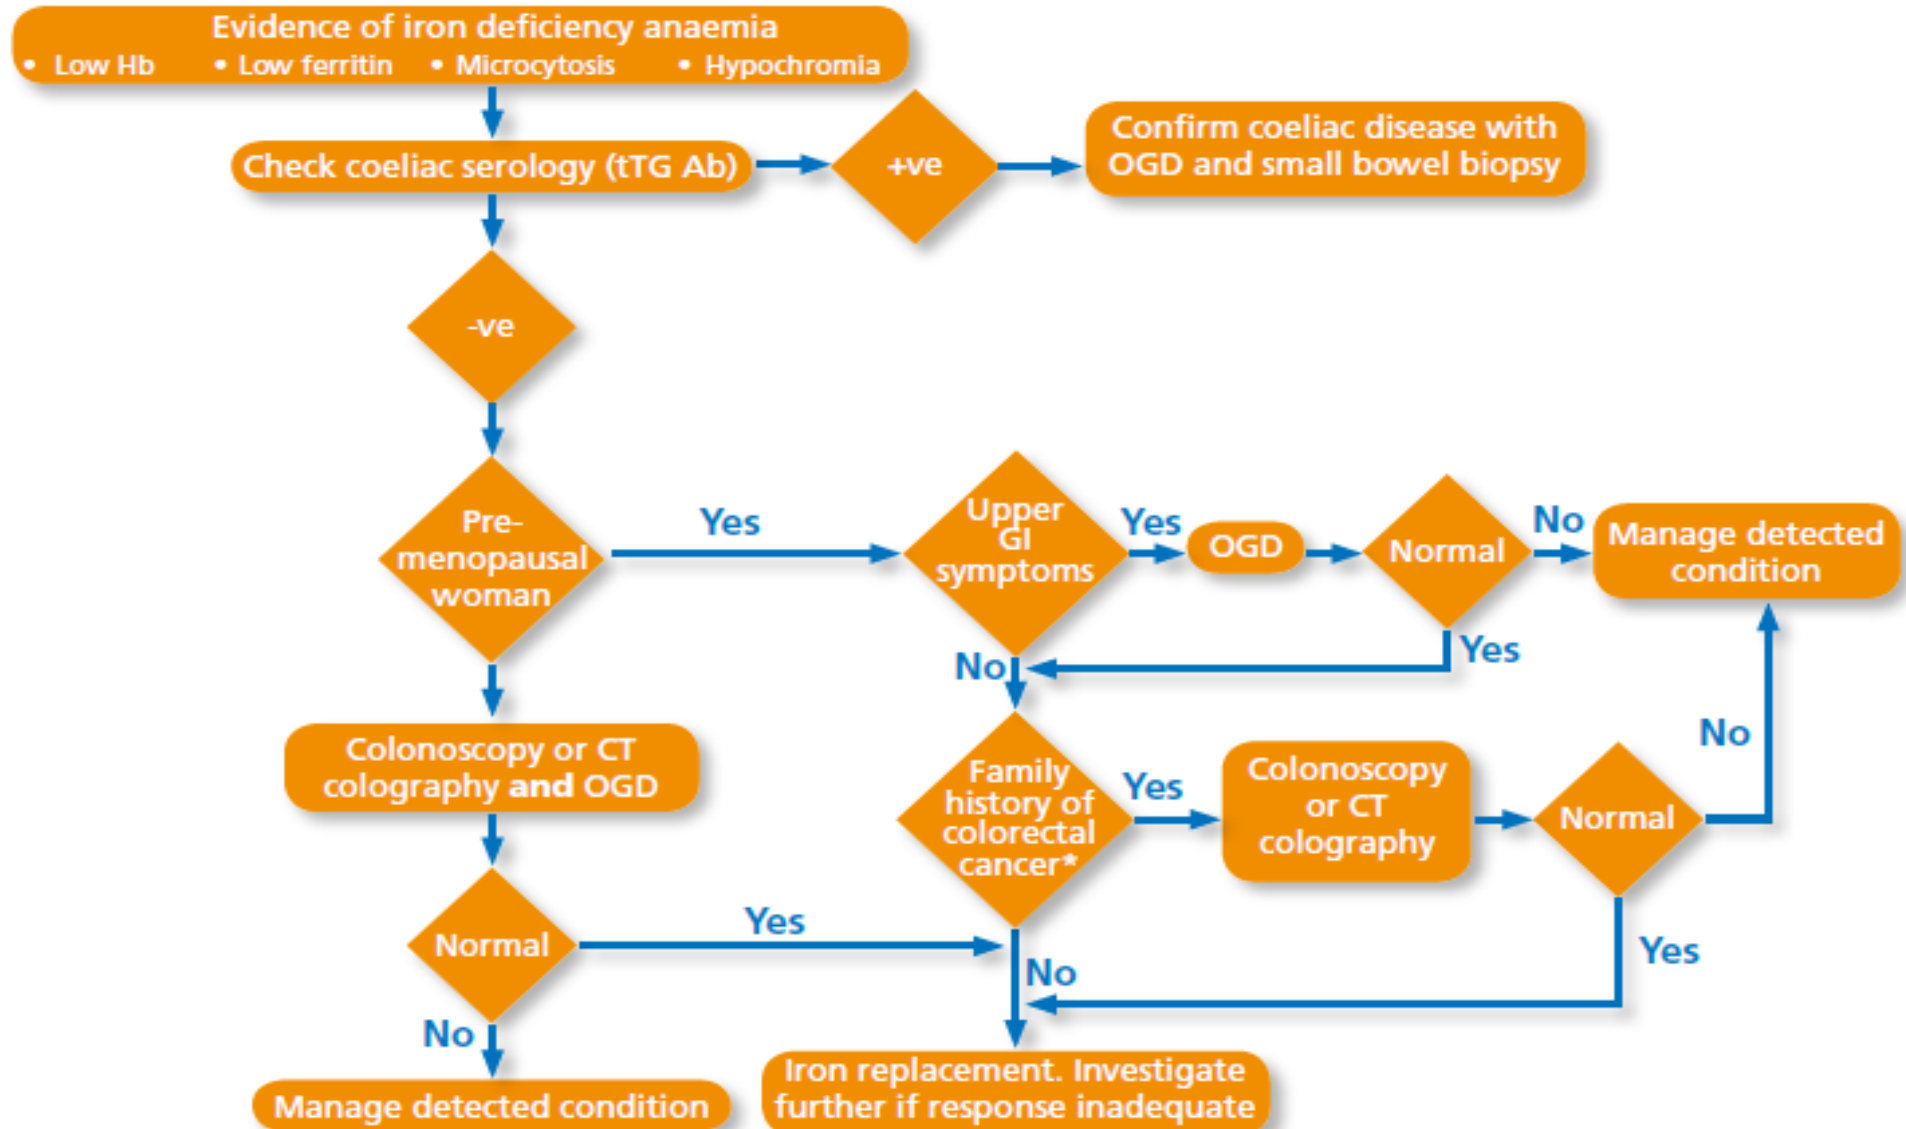 Evidence of iron deficiency anaemia
• Low Hb • Low ferritin • Microcytosis • Hypochromia
Check coeliac serology (tTG Ab)
+ve
Confirm coeliac disease with
OGD and small bowel biopsy
-ve
Pre-
menopausal
woman
Yes
Upper
GI
symptoms
Yes
OGD
Normal
No
Manage detected
condition
Yes
No
Colonoscopy or CT
colography and OGD
Family
history of
colorectal
cancer*
Yes
Colonoscopy
or CT
colography
Normal
No
Yes
Normal
Yes
No
No
Manage detected condition
Iron replacement. Investigate
further if response inadequate